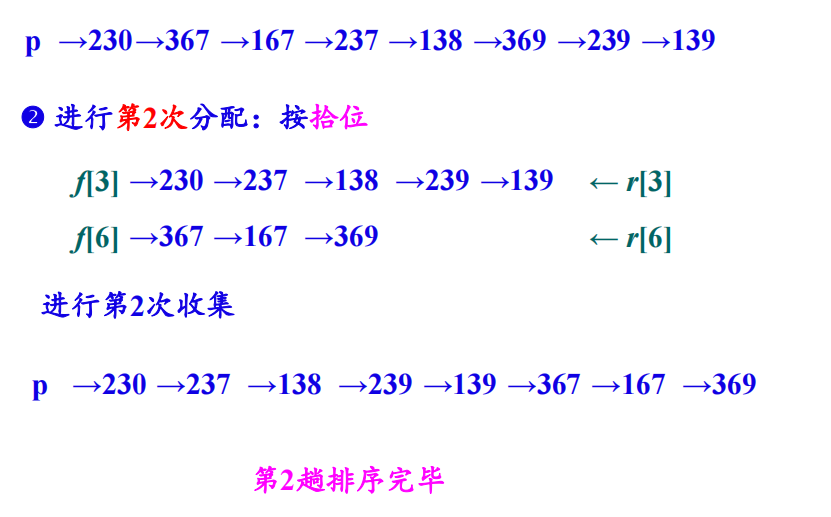 p →230→367 →167 →237 →138 →369 →239 →139
❷ 进行第2次分配：按拾位
f[3] →230 →237 →138 →239 →139 ← r[3]
f[6] →367 →167 →369 ← r[6]
进行第2次收集
p →230 →237 →138 →239 →139 →367 →167 →369
第2趟排序完毕